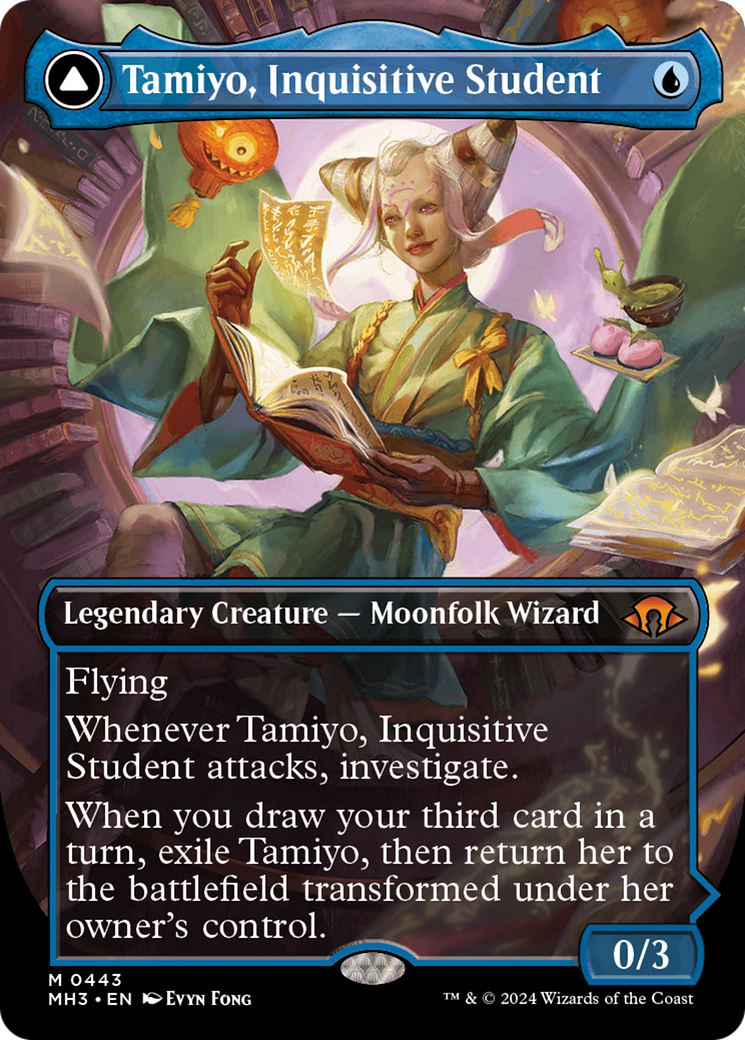 Tamiyo, Inquisitive Student
Legendary Creature — Moonfolk Wizard
Flying
Whenever Tamiyo, Inquisitive
Student attacks, investigate.
When you draw your third card in a
turn, exile Tamiyo, then return her to
the battlefield transformed under her
owner's control.
0/3
M 0443
MH3 • EN Evyn Fong
™ & © 2024 Wizards of the Coast